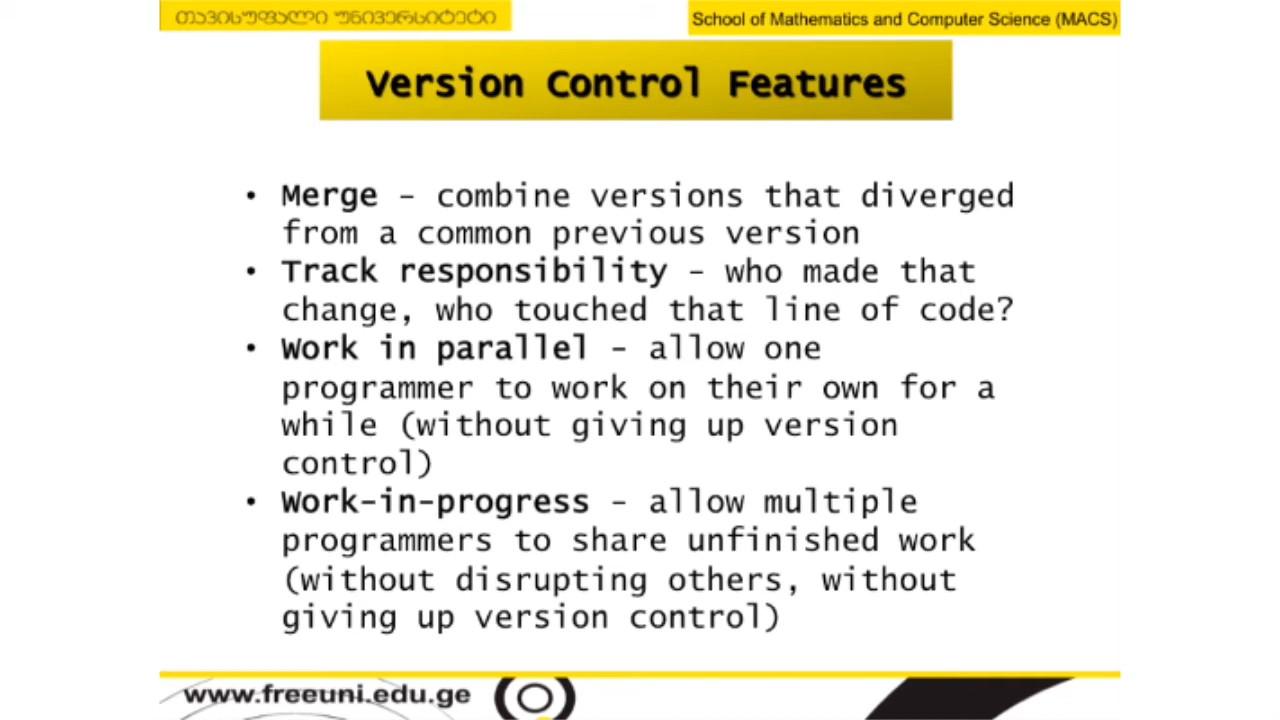 თავისუფალი უნივერსიტეტი
School of Mathematics and Computer Science (MACS)
Version Control Features
• Merge – combine versions that diverged
from a common previous version
• Track responsibility – who made that
change, who touched that line of code?
• Work in parallel – allow one
programmer to work on their own for a
while (without giving up version
control)
• Work-in-progress – allow multiple
programmers to share unfinished work
(without disrupting others, without
giving up version control)
www.freeuni.edu.ge